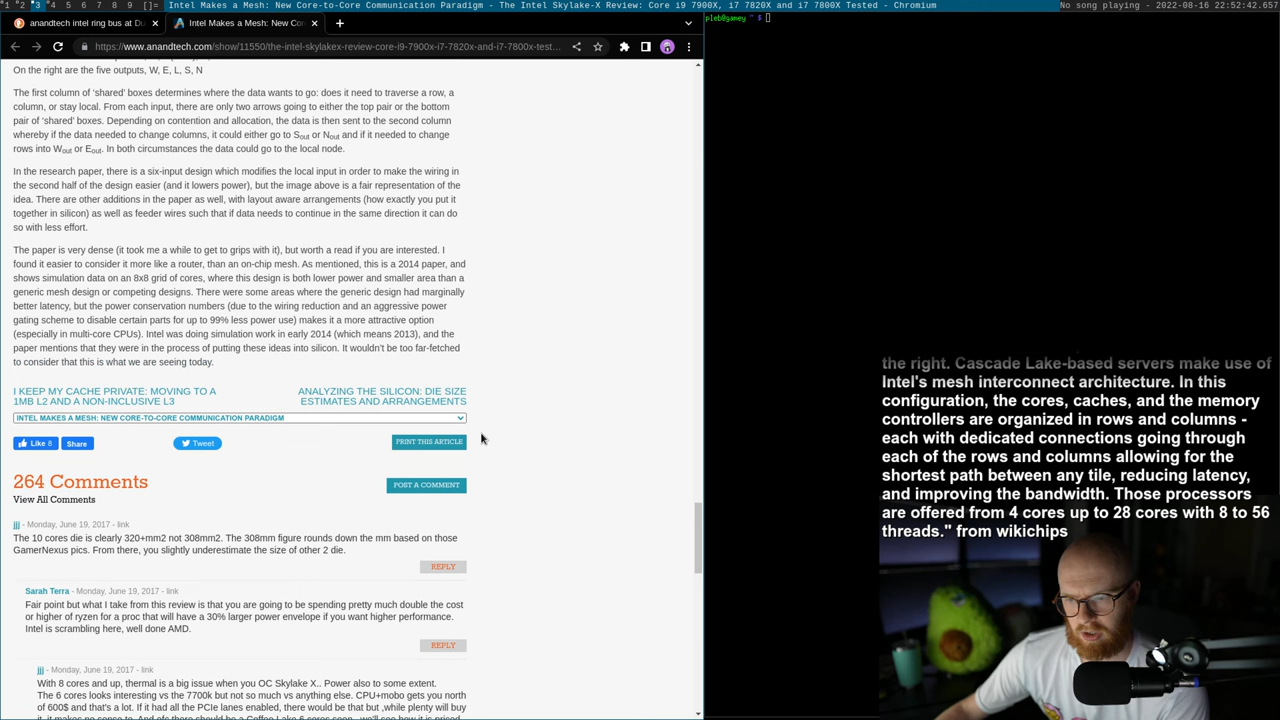 *1 *2 *3 *4 5 6 7 8 9 []= Intel Makes a Mesh: New Core-to-Core Communication Paradigm - The Intel Skylake-X Review: Core i9 7900X, i7 7820X and i7 7800X Tested - Chromium No song playing - 2022-08-16 22:52:42.657
anandtech intel ring bus at Du Intel Makes a Mesh: New Cor
pleb@gamey ~ $
https://www.anandtech.com/show/11550/the-intel-skylakex-review-core-i9-7900x-i7-7820x-and-i7-7800x-test...
On the right are the five outputs, W, E, L, S, N
The first column of ‘shared’ boxes determines where the data wants to go: does it need to traverse a row, a
column, or stay local. From each input, there are only two arrows going to either the top pair or the bottom
pair of ‘shared’ boxes. Depending on contention and allocation, the data is then sent to the second column
whereby if the data needed to change columns, it could either go to Sout or Nout and if it needed to change
rows into Wout or Eout. In both circumstances the data could go to the local node.
In the research paper, there is a six-input design which modifies the local input in order to make the wiring in
the second half of the design easier (and it lowers power), but the image above is a fair representation of the
idea. There are other additions in the paper as well, with layout aware arrangements (how exactly you put it
together in silicon) as well as feeder wires such that if data needs to continue in the same direction it can do
so with less effort.
The paper is very dense (it took me a while to get to grips with it), but worth a read if you are interested. I
found it easier to consider it more like a router, than an on-chip mesh. As mentioned, this is a 2014 paper, and
shows simulation data on an 8x8 grid of cores, where this design is both lower power and smaller area than a
generic mesh design or competing designs. There were some areas where the generic design had marginally
better latency, but the power conservation numbers (due to the wiring reduction and an aggressive power
gating scheme to disable certain parts for up to 99% less power use) makes it a more attractive option
(especially in multi-core CPUs). Intel was doing simulation work in early 2014 (which means 2013), and the
paper mentions that they were in the process of putting these ideas into silicon. It wouldn’t be too far-fetched
to consider that this is what we are seeing today.
I KEEP MY CACHE PRIVATE: MOVING TO A
1MB L2 AND A NON-INCLUSIVE L3
ANALYZING THE SILICON: DIE SIZE
ESTIMATES AND ARRANGEMENTS
INTEL MAKES A MESH: NEW CORE-TO-CORE COMMUNICATION PARADIGM
Like 8 Share Tweet PRINT THIS ARTICLE
264 Comments POST A COMMENT
View All Comments
jjj - Monday, June 19, 2017 - link
The 10 cores die is clearly 320+mm2 not 308mm2. The 308mm figure rounds down the mm based on those
GamerNexus pics. From there, you slightly underestimate the size of other 2 die.
REPLY
Sarah Terra - Monday, June 19, 2017 - link
Fair point but what I take from this review is that you are going to be spending pretty much double the cost
or higher of ryzen for a proc that will have a 30% larger power envelope if you want higher performance.
Intel is scrambling here, well done AMD.
REPLY
jjj - Monday, June 19, 2017 - link
With 8 cores and up, thermal is a big issue when you OC Skylake X.. Power also to some extent.
The 6 cores looks interesting vs the 7700k but not so much vs anything else. CPU+mobo gets you north
of 600$ and that's a lot. If it had all the PCIe lanes enabled, there would be that but ,while plenty will buy
the right. Cascade Lake-based servers make use of
Intel's mesh interconnect architecture. In this
configuration, the cores, caches, and the memory
controllers are organized in rows and columns -
each with dedicated connections going through
each of the rows and columns allowing for the
shortest path between any tile, reducing latency,
and improving the bandwidth. Those processors
are offered from 4 cores up to 28 cores with 8 to 56
threads." from wikichips